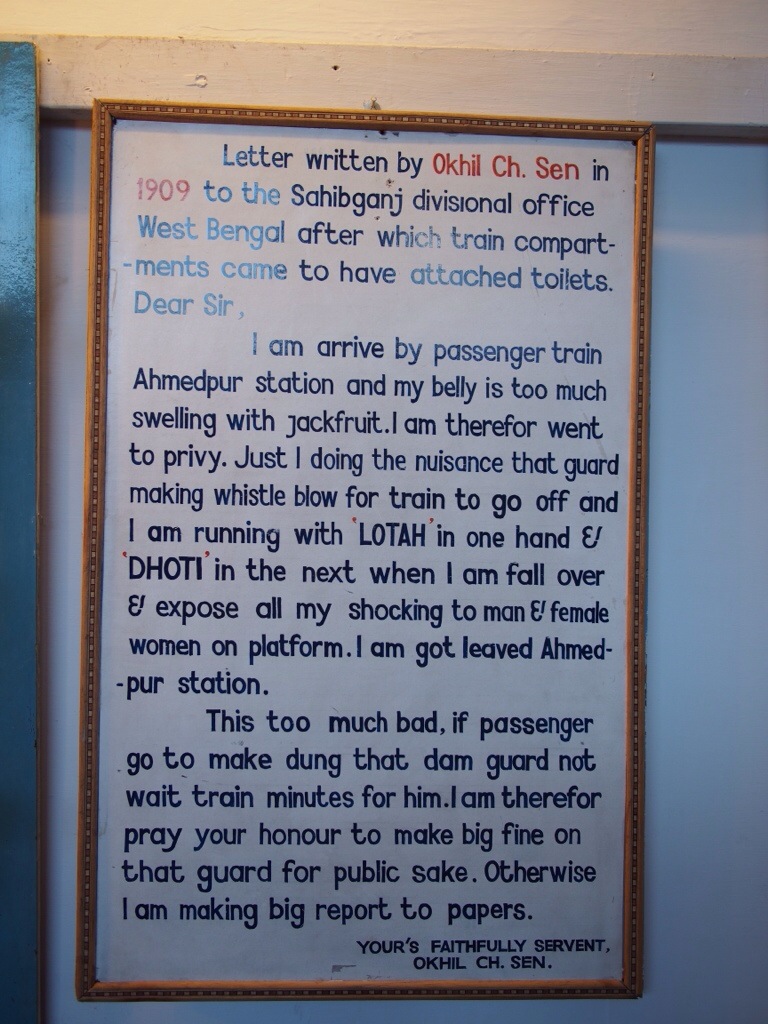 Letter written by Okhil Ch. Sen in
1909 to the Sahibganj divisional office
West Bengal after which train compart-
-ments came to have attached toilets.
Dear Sir,
I am arrive by passenger train
Ahmedpur station and my belly is too much
swelling with jackfruit. I am therefor went
to privy. Just I doing the nuisance that guard
making whistle blow for train to go off and
I am running with 'LOTAH' in one hand &
'DHOTI' in the next when I am fall over
& expose all my shocking to man & female
women on platform. I am got leaved Ahmed-
-pur station.
This too much bad, if passenger
go to make dung that dam guard not
wait train minutes for him. I am therefor
pray your honour to make big fine on
that guard for public sake. Otherwise
I am making big report to papers.
YOUR'S FAITHFULLY SERVENT,
OKHIL CH. SEN.